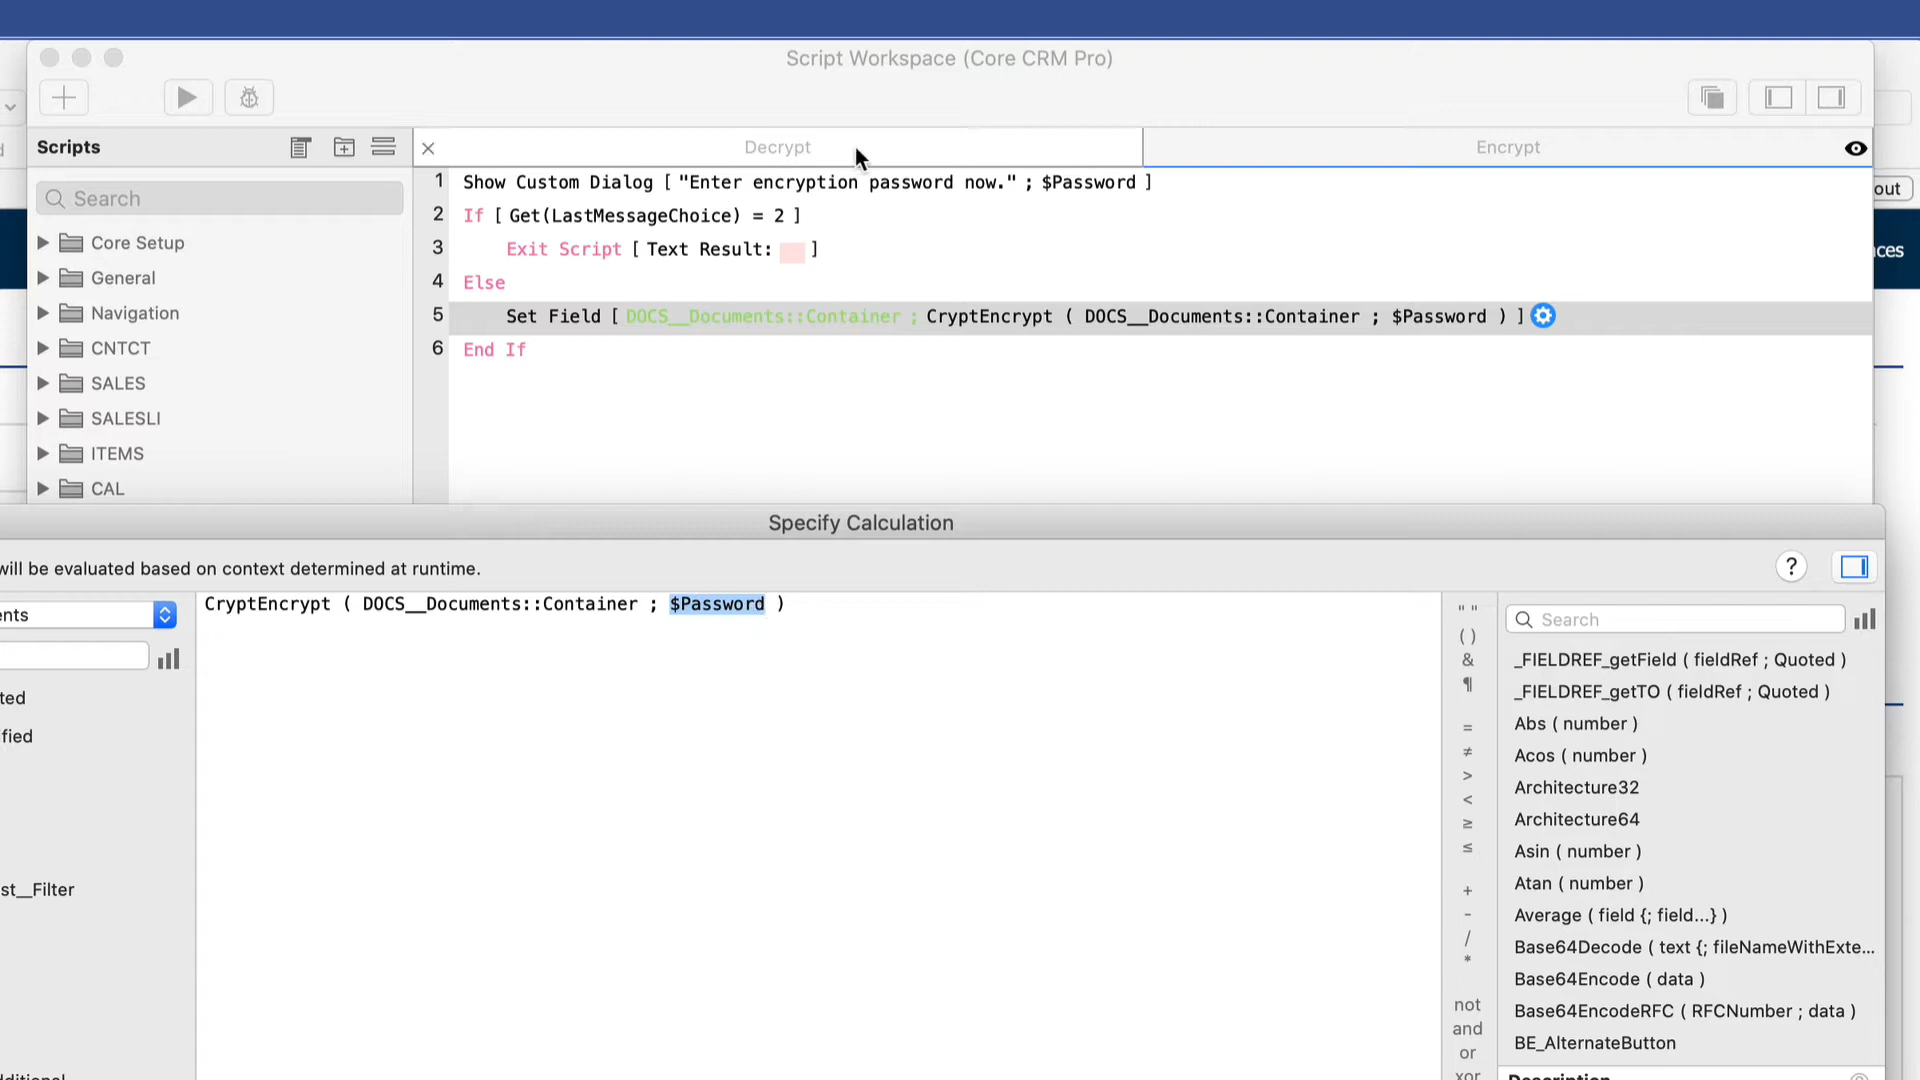 Script Workspace (Core CRM Pro)
Scripts
Decrypt
Encrypt
out
Search
1 Show Custom Dialog [ "Enter encryption password now." ; $Password ]
2 If [ Get(LastMessageChoice) = 2 ]
3 Exit Script [ Text Result: ]
4 Else
5 Set Field [ DOCS__Documents::Container ; CryptEncrypt ( DOCS__Documents::Container ; $Password ) ]
6 End If
ces
Core Setup
General
Navigation
CNTCT
SALES
SALESLI
ITEMS
CAL
Specify Calculation
will be evaluated based on context determined at runtime.
?
ents
CryptEncrypt ( DOCS__Documents::Container ; $Password )
ted
fied
st__Filter
" "
( )
&
¶
=
≠
>
<
≥
≤
+
-
/
*
not
and
or
xor
Search
_FIELDREF_getField ( fieldRef ; Quoted )
_FIELDREF_getTO ( fieldRef ; Quoted )
Abs ( number )
Acos ( number )
Architecture32
Architecture64
Asin ( number )
Atan ( number )
Average ( field {; field...} )
Base64Decode ( text {; fileNameWithExte...
Base64Encode ( data )
Base64EncodeRFC ( RFCNumber ; data )
BE_AlternateButton
Description